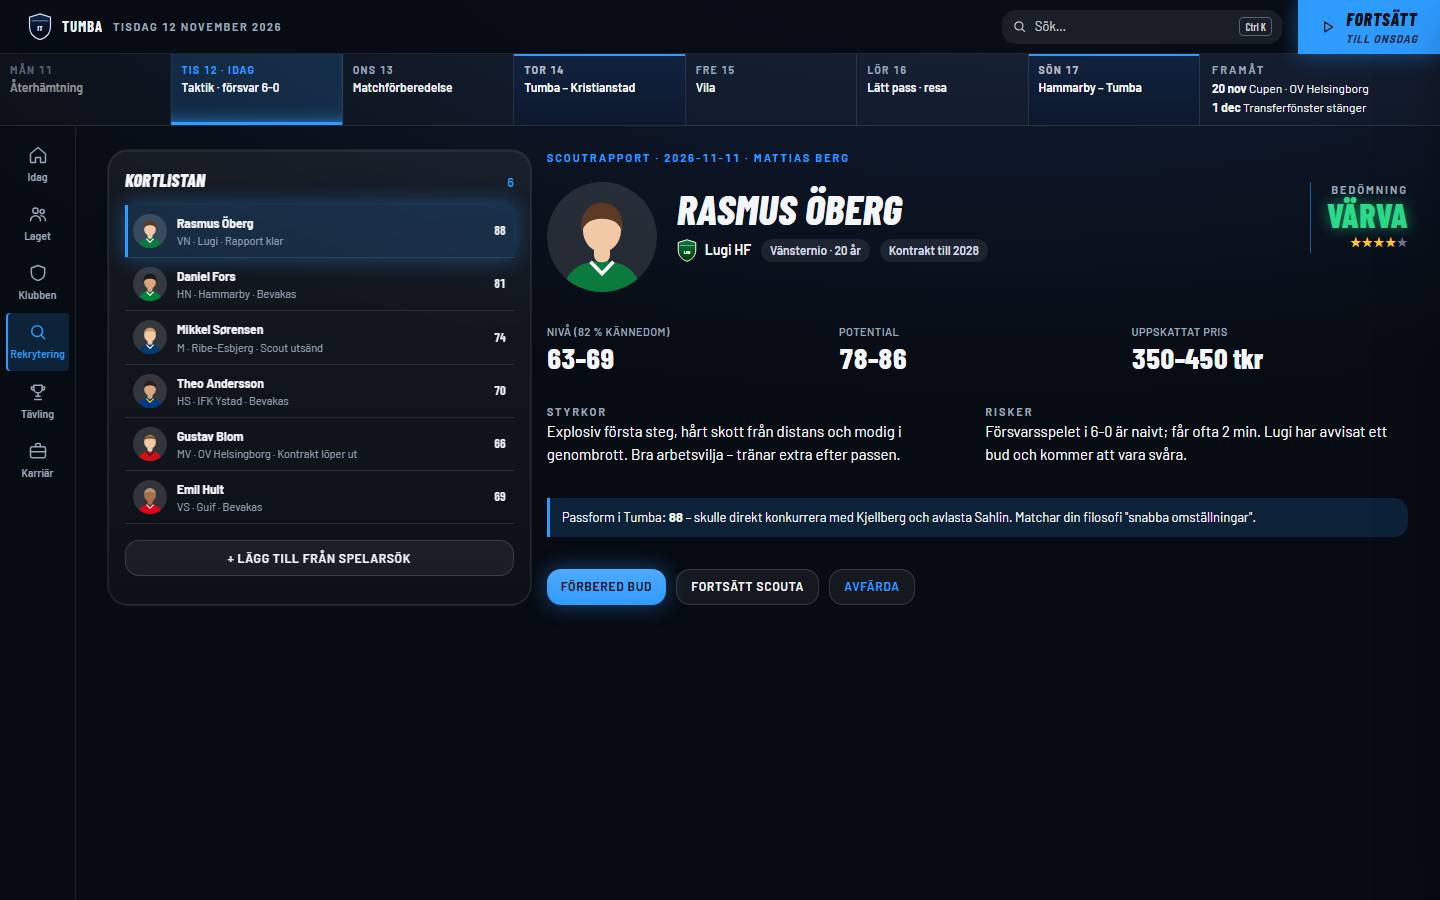 TUMBA TISDAG 12 NOVEMBER 2026
Sök... Ctrl K
FORTSÄTT
TILL ONSDAG
MÅN 11
Återhämtning
TIS 12 · IDAG
Taktik · försvar 6-0
ONS 13
Matchförberedelse
TOR 14
Tumba – Kristianstad
FRE 15
Vila
LÖR 16
Lätt pass · resa
SÖN 17
Hammarby – Tumba
FRAMÅT
20 nov Cupen · OV Helsingborg
1 dec Transferfönster stänger
Idag
Laget
Klubben
Rekrytering
Tävling
Karriär
KORTLISTAN 6
Rasmus Öberg
VN · Lugi · Rapport klar
88
Daniel Fors
HN · Hammarby · Bevakas
81
Mikkel Sørensen
M · Ribe-Esbjerg · Scout utsänd
74
Theo Andersson
HS · IFK Ystad · Bevakas
70
Gustav Blom
MV · OV Helsingborg · Kontrakt löper ut
66
Emil Hult
VS · Guif · Bevakas
69
+ LÄGG TILL FRÅN SPELARSÖK
SCOUTRAPPORT · 2026-11-11 · MATTIAS BERG
RASMUS ÖBERG
Lugi HF Vänsternio · 20 år Kontrakt till 2028
BEDÖMNING
VÄRVA
★★★★★
NIVÅ (82 % KÄNNEDOM)
63–69
POTENTIAL
78–86
UPPSKATTAT PRIS
350–450 tkr
STYRKOR
Explosiv första steg, hårt skott från distans och modig i
genombrott. Bra arbetsvilja – tränar extra efter passen.
RISKER
Försvarsspelet i 6-0 är naivt; får ofta 2 min. Lugi har avvisat ett
bud och kommer att vara svåra.
Passform i Tumba: 88 – skulle direkt konkurrera med Kjellberg och avlasta Sahlin. Matchar din filosofi "snabba omställningar".
FÖRBERED BUD
FORTSÄTT SCOUTA
AVFÄRDA